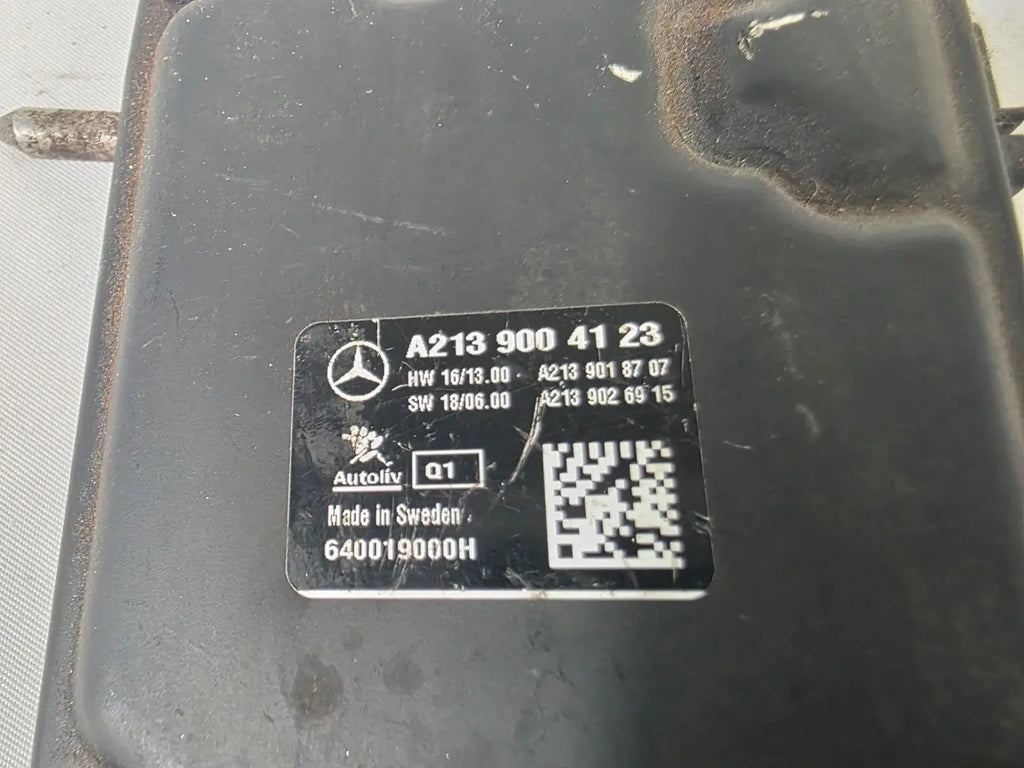 A213 900 41 23
HW 16/13.00 A213 901 87 07
SW 18/06.00 A213 902 69 15
Autoliv Q1
Made in Sweden
640019000H